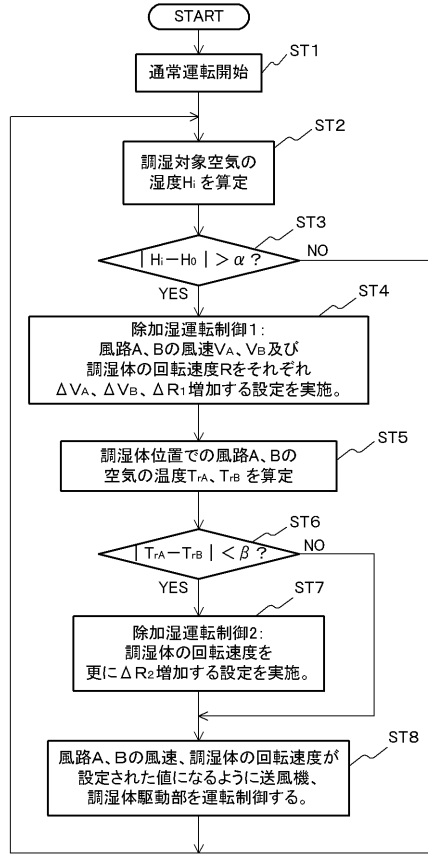 START
ST1
通常運転開始
ST2
調湿対象空気の
湿度Hi を算定
ST3
|Hi−H0|>α?
NO
YES
ST4
除加湿運転制御1:
風路A、Bの風速VA、VB及び
調湿体の回転速度Rをそれぞれ
ΔVA、ΔVB、ΔR1増加する設定を実施。
ST5
調湿体位置での風路A、Bの
空気の温度TrA、TrB を算定
ST6
|TrA−TrB|<β?
NO
YES
ST7
除加湿運転制御2:
調湿体の回転速度を
更にΔR2増加する設定を実施。
ST8
風路A、Bの風速、調湿体の回転速度が
設定された値になるように送風機、
調湿体駆動部を運転制御する。